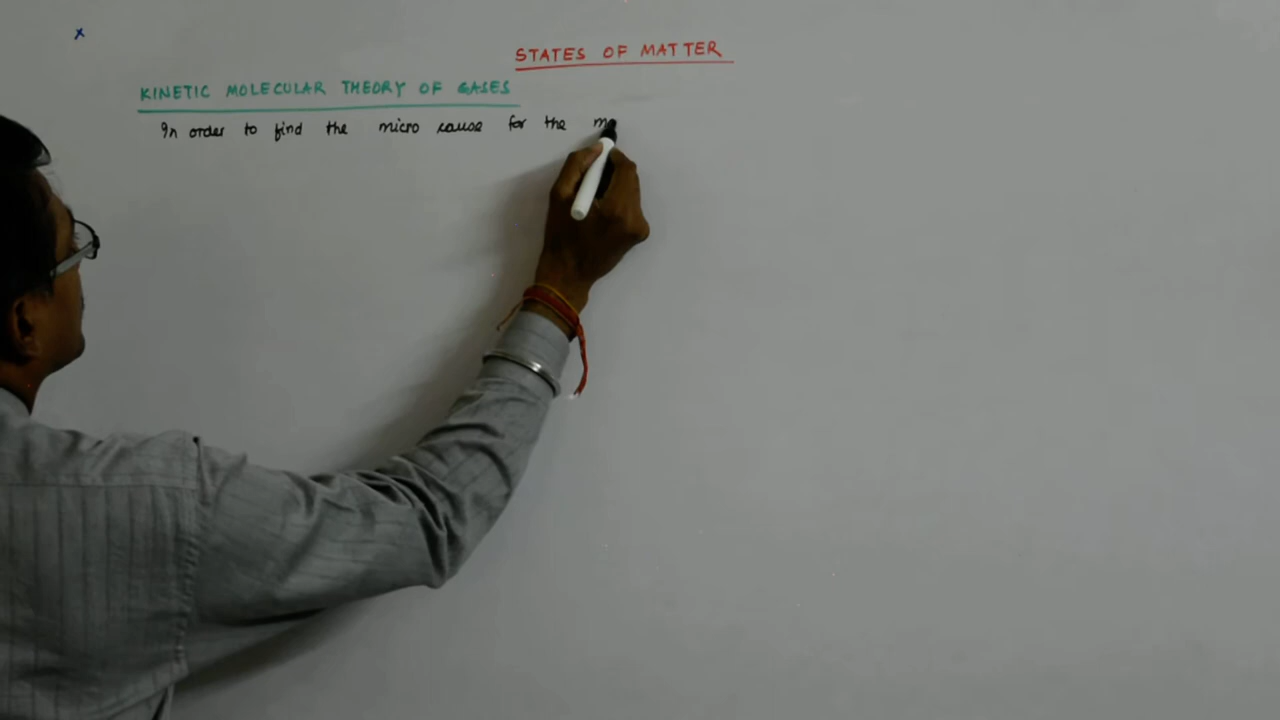 x
STATES OF MATTER
KINETIC MOLECULAR THEORY OF GASES
In order to find the micro cause for the